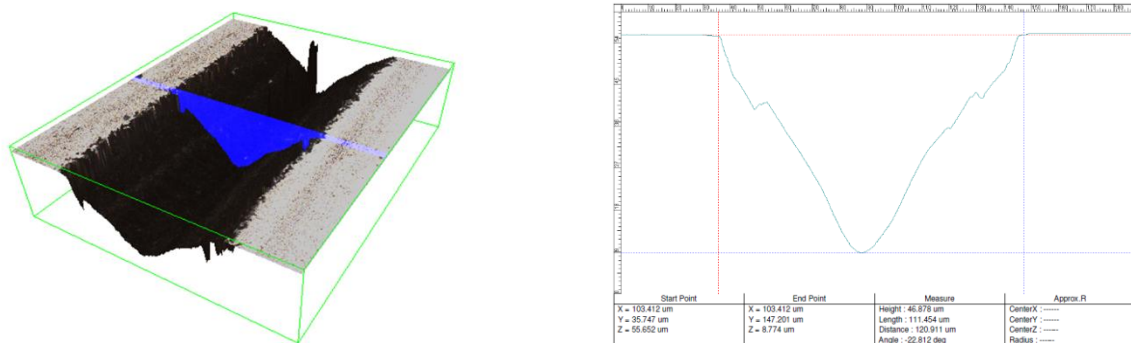 Start Point End Point Measure Approx.R
X = 103.412 um X = 103.412 um Height : 46.878 um CenterX : ------
Y = 35.747 um Y = 147.201 um Length : 111.454 um CenterY : ------
Z = 55.652 um Z = 8.774 um Distance : 120.911 um CenterZ : ------
Angle : -22.812 deg Radius : ------